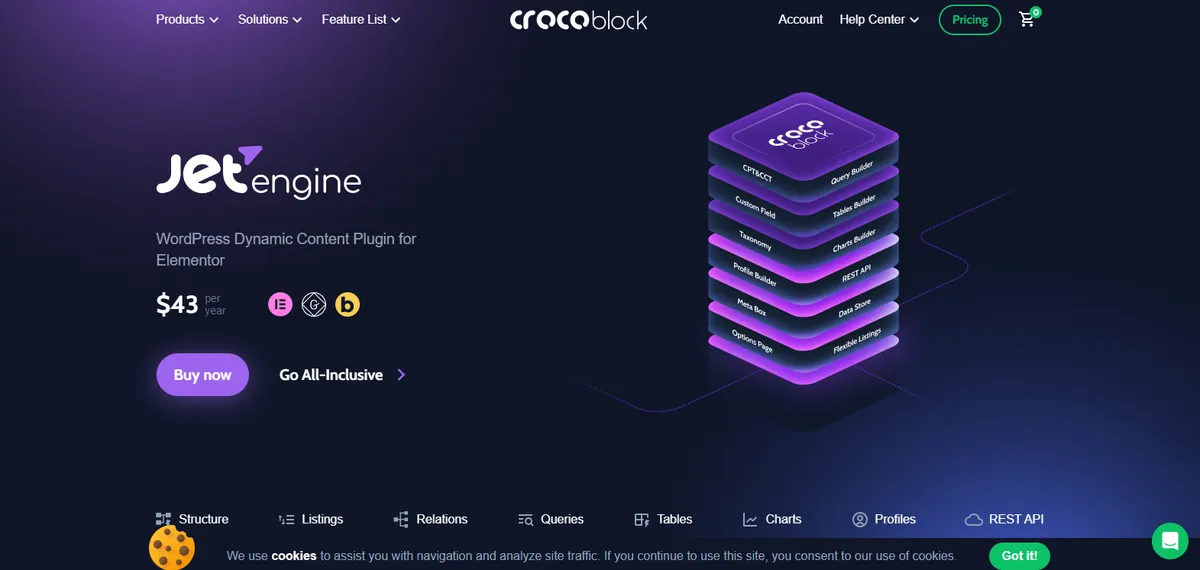 Products
Solutions
Feature List
crocoblock
Account
Help Center
Pricing
0
Jet engine
WordPress Dynamic Content Plugin for
Elementor
$43 per
year
G
b
Buy now
Go All-Inclusive
croco
block
CPT&CCT
Query Builder
Custom Field
Tables Builder
Taxonomy
Charts Builder
Profile Builder
REST API
Meta Box
Data Store
Options Page
Flexible Listings
Structure
Listings
Relations
Queries
Tables
Charts
Profiles
REST API
We use cookies to assist you with navigation and analyze site traffic. If you continue to use this site, you consent to our use of cookies.
Got it!